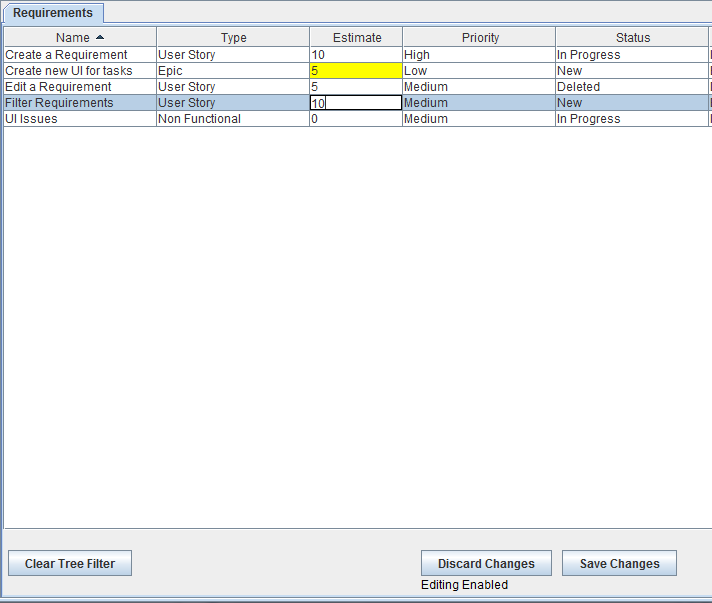 Requirements
Name Type Estimate Priority Status
Create a Requirement User Story 10 High In Progress
Create new UI for tasks Epic 5 Low New
Edit a Requirement User Story 5 Medium Deleted
Filter Requirements User Story 10 Medium New
UI Issues Non Functional 0 Medium In Progress
Clear Tree Filter Discard Changes Save Changes
Editing Enabled